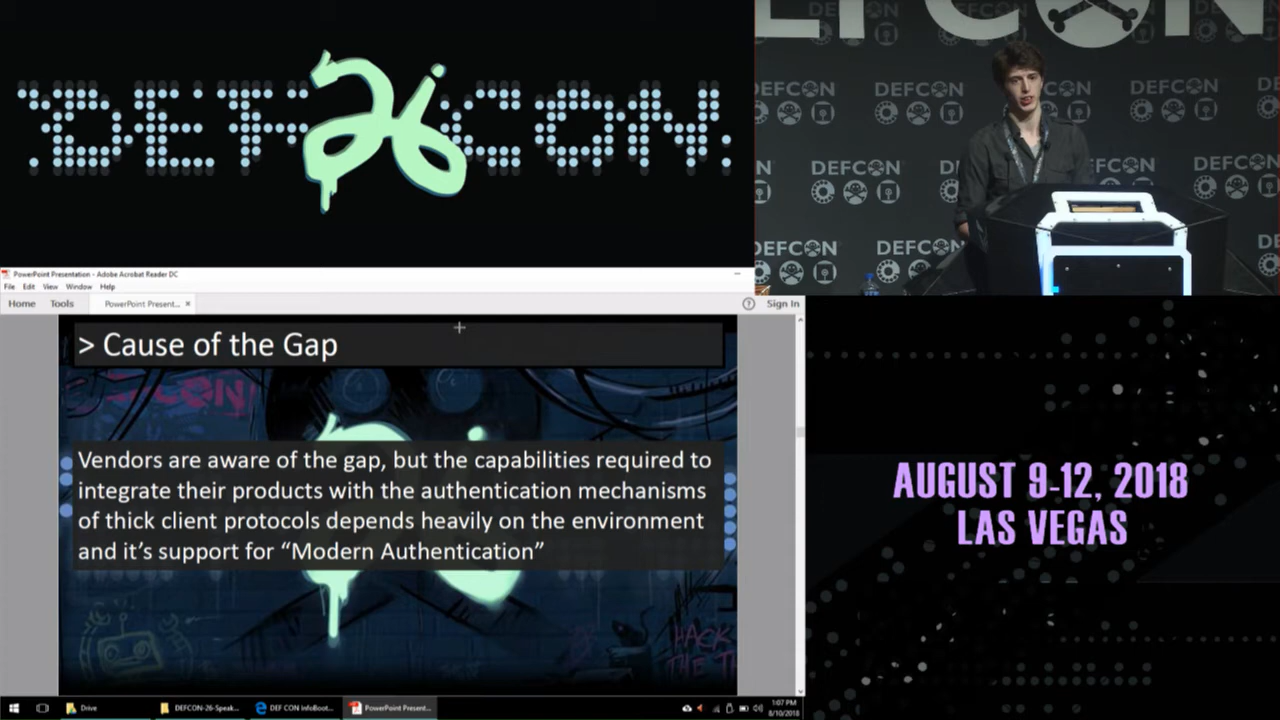 DEF 26 CON
DEFCON
DEFCON
DEFCON
DEFCON
DEFCON
DEFCON
DEFCON
DEFCON
DEFCON
PowerPoint Presentation - Adobe Acrobat Reader DC
File Edit View Window Help
Home Tools PowerPoint Present... × ? Sign In
> Cause of the Gap
DEFCON
Vendors are aware of the gap, but the capabilities required to
integrate their products with the authentication mechanisms
of thick client protocols depends heavily on the environment
and it’s support for “Modern Authentication”
HACK
THE
AUGUST 9-12, 2018
LAS VEGAS
Drive DEFCON-26-Speak... DEF CON InfoBoot... PowerPoint Present... 1:07 PM
8/10/2018